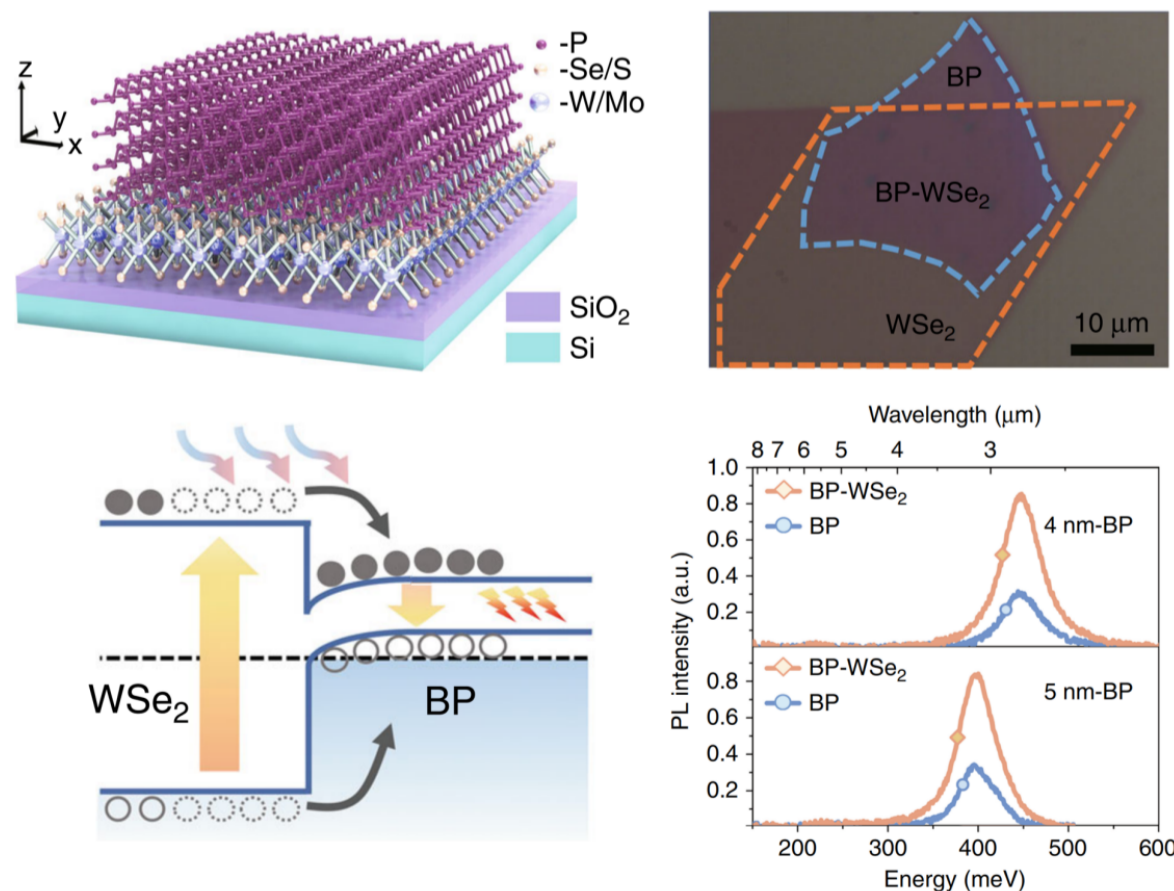 z
y
x
-P
-Se/S
-W/Mo
SiO₂
Si
BP
BP-WSe₂
WSe₂
10 μm
WSe₂
BP
Wavelength (μm)
8 7 6 5 4 3
1.0
0.8
0.6
0.4
0.2
BP-WSe₂
BP
4 nm-BP
PL intensity (a.u.)
0.8
0.6
0.4
0.2
BP-WSe₂
BP
5 nm-BP
200 300 400 500 600
Energy (meV)